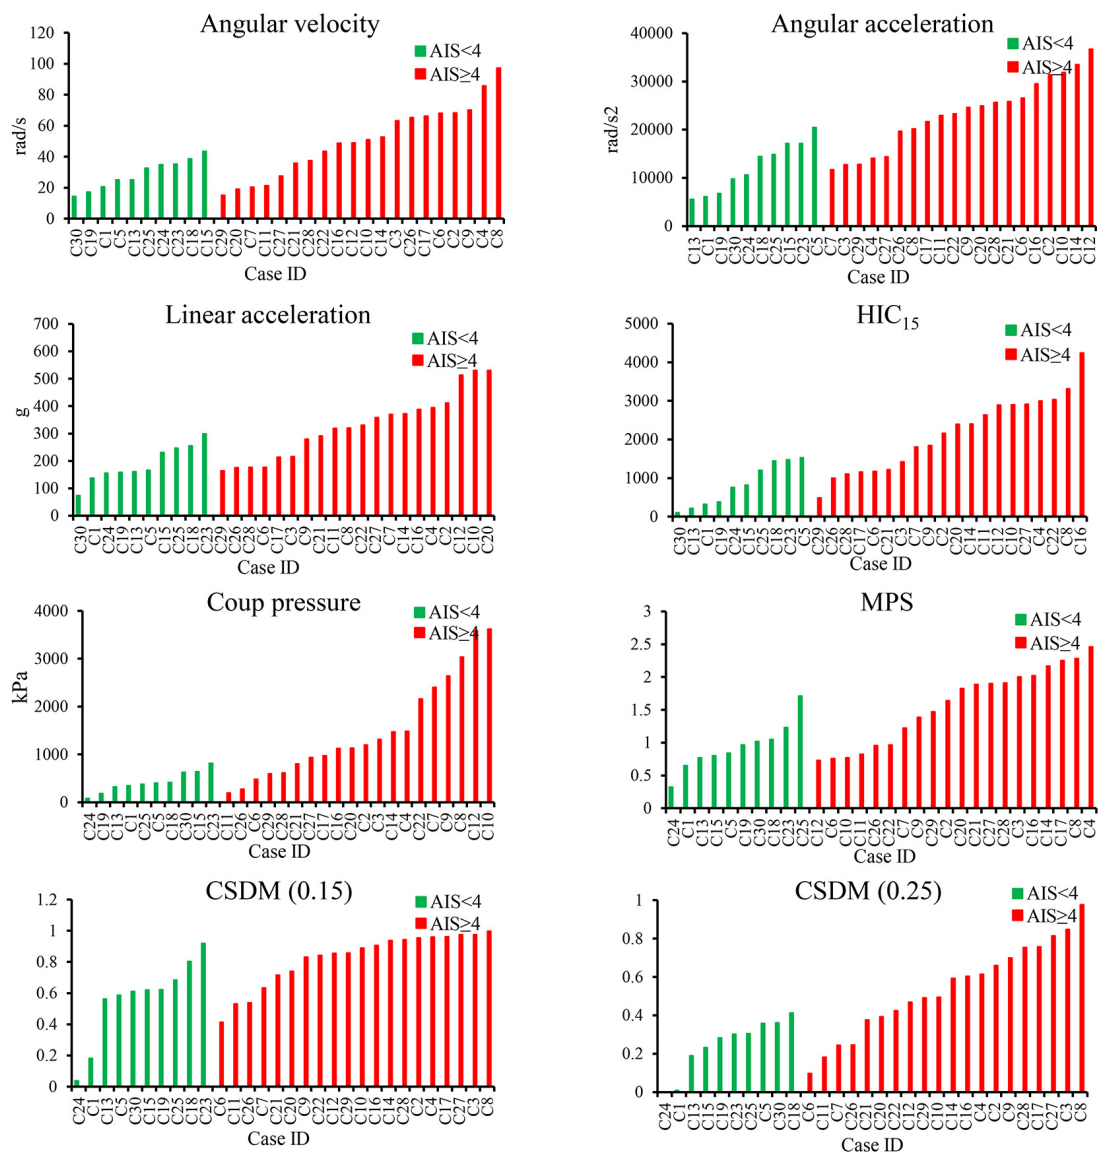 Angular velocity
AIS<4
AIS≥4
rad/s
120
100
80
60
40
20
0
C30 C19 C1 C5 C13 C25 C24 C23 C18 C15 C29 C20 C7 C11 C27 C21 C28 C22 C16 C12 C10 C14 C3 C26 C17 C6 C2 C9 C4 C8
Case ID
Angular acceleration
AIS<4
AIS≥4
rad/s2
40000
30000
20000
10000
0
C13 C1 C19 C30 C24 C18 C25 C15 C23 C5 C7 C3 C29 C4 C27 C26 C8 C17 C11 C22 C9 C20 C28 C21 C6 C16 C2 C10 C14 C12
Case ID
Linear acceleration
AIS<4
AIS≥4
g
700
600
500
400
300
200
100
0
C30 C1 C24 C19 C13 C5 C15 C25 C18 C23 C29 C26 C28 C6 C17 C3 C9 C21 C11 C8 C22 C27 C7 C14 C16 C4 C2 C12 C10 C20
Case ID
HIC15
AIS<4
AIS≥4
5000
4000
3000
2000
1000
0
C30 C13 C1 C19 C24 C15 C25 C18 C23 C5 C29 C26 C28 C17 C6 C21 C3 C7 C9 C2 C20 C14 C11 C12 C10 C27 C4 C22 C8 C16
Case ID
Coup pressure
AIS<4
AIS≥4
kPa
4000
3000
2000
1000
0
C24 C19 C13 C1 C25 C5 C18 C30 C15 C23 C11 C26 C6 C29 C28 C21 C27 C17 C16 C20 C2 C3 C14 C4 C22 C7 C9 C8 C12 C10
Case ID
MPS
AIS<4
AIS≥4
3
2.5
2
1.5
1
0.5
0
C24 C1 C13 C15 C5 C19 C30 C18 C23 C25 C12 C6 C10 C11 C26 C22 C7 C9 C29 C2 C20 C21 C27 C28 C3 C16 C14 C17 C8 C4
Case ID
CSDM (0.15)
AIS<4
AIS≥4
1.2
1
0.8
0.6
0.4
0.2
0
C24 C1 C13 C5 C30 C15 C19 C25 C18 C23 C6 C11 C26 C7 C21 C20 C9 C22 C12 C29 C10 C16 C14 C28 C2 C4 C17 C27 C3 C8
Case ID
CSDM (0.25)
AIS<4
AIS≥4
1
0.8
0.6
0.4
0.2
0
C24 C1 C13 C15 C19 C23 C25 C5 C30 C18 C6 C11 C7 C26 C21 C20 C22 C12 C29 C10 C14 C16 C4 C2 C9 C28 C17 C27 C3 C8
Case ID